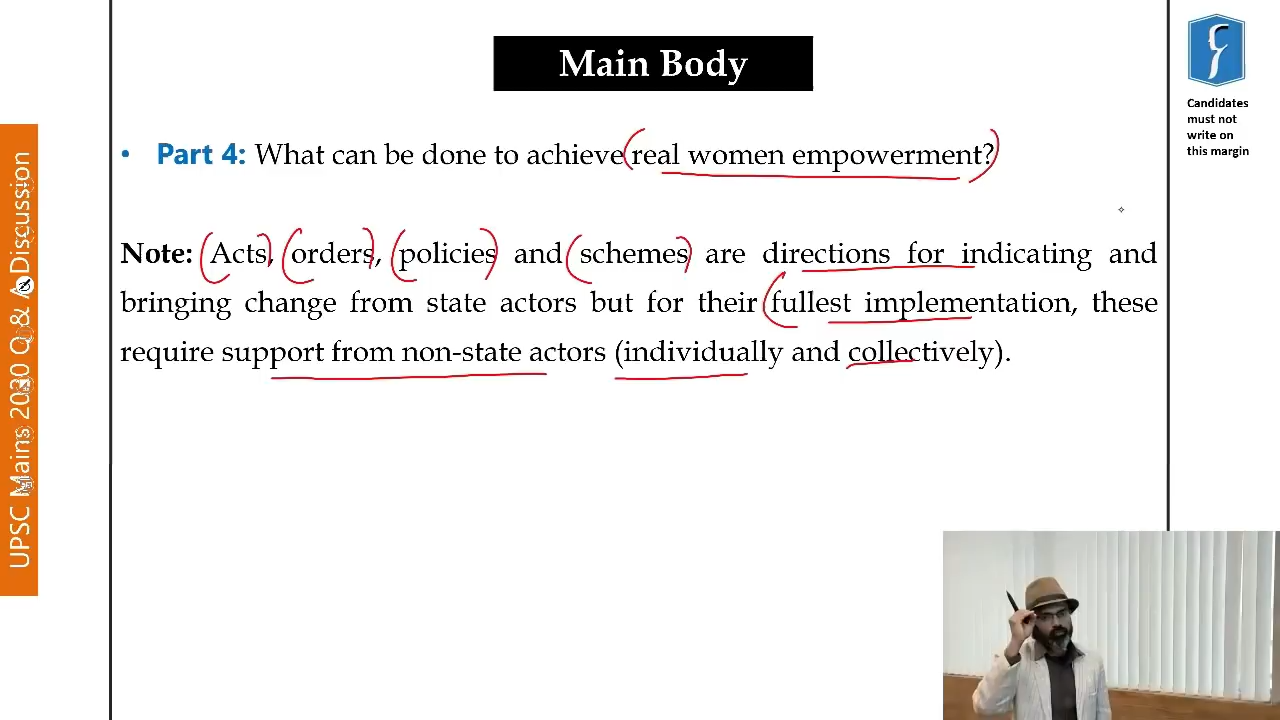 Main Body
Candidates
must not
write on
this margin
• Part 4: What can be done to achieve real women empowerment?
Note: Acts, orders, policies and schemes are directions for indicating and
bringing change from state actors but for their fullest implementation, these
require support from non-state actors (individually and collectively).
UPSC Mains 2020 Q & A Discussion